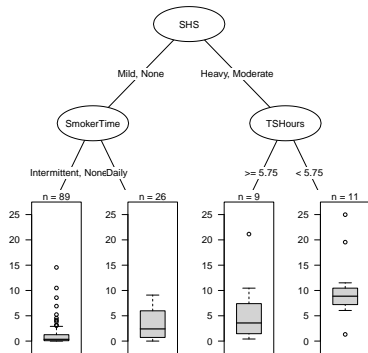 SHS
Mild, None Heavy, Moderate
SmokerTime TSHours
Intermittent, None Daily >= 5.75 < 5.75
n = 89 n = 26 n = 9 n = 11
25 25 25 25
20 20 20 20
15 15 15 15
10 10 10 10
5 5 5 5
0 0 0 0